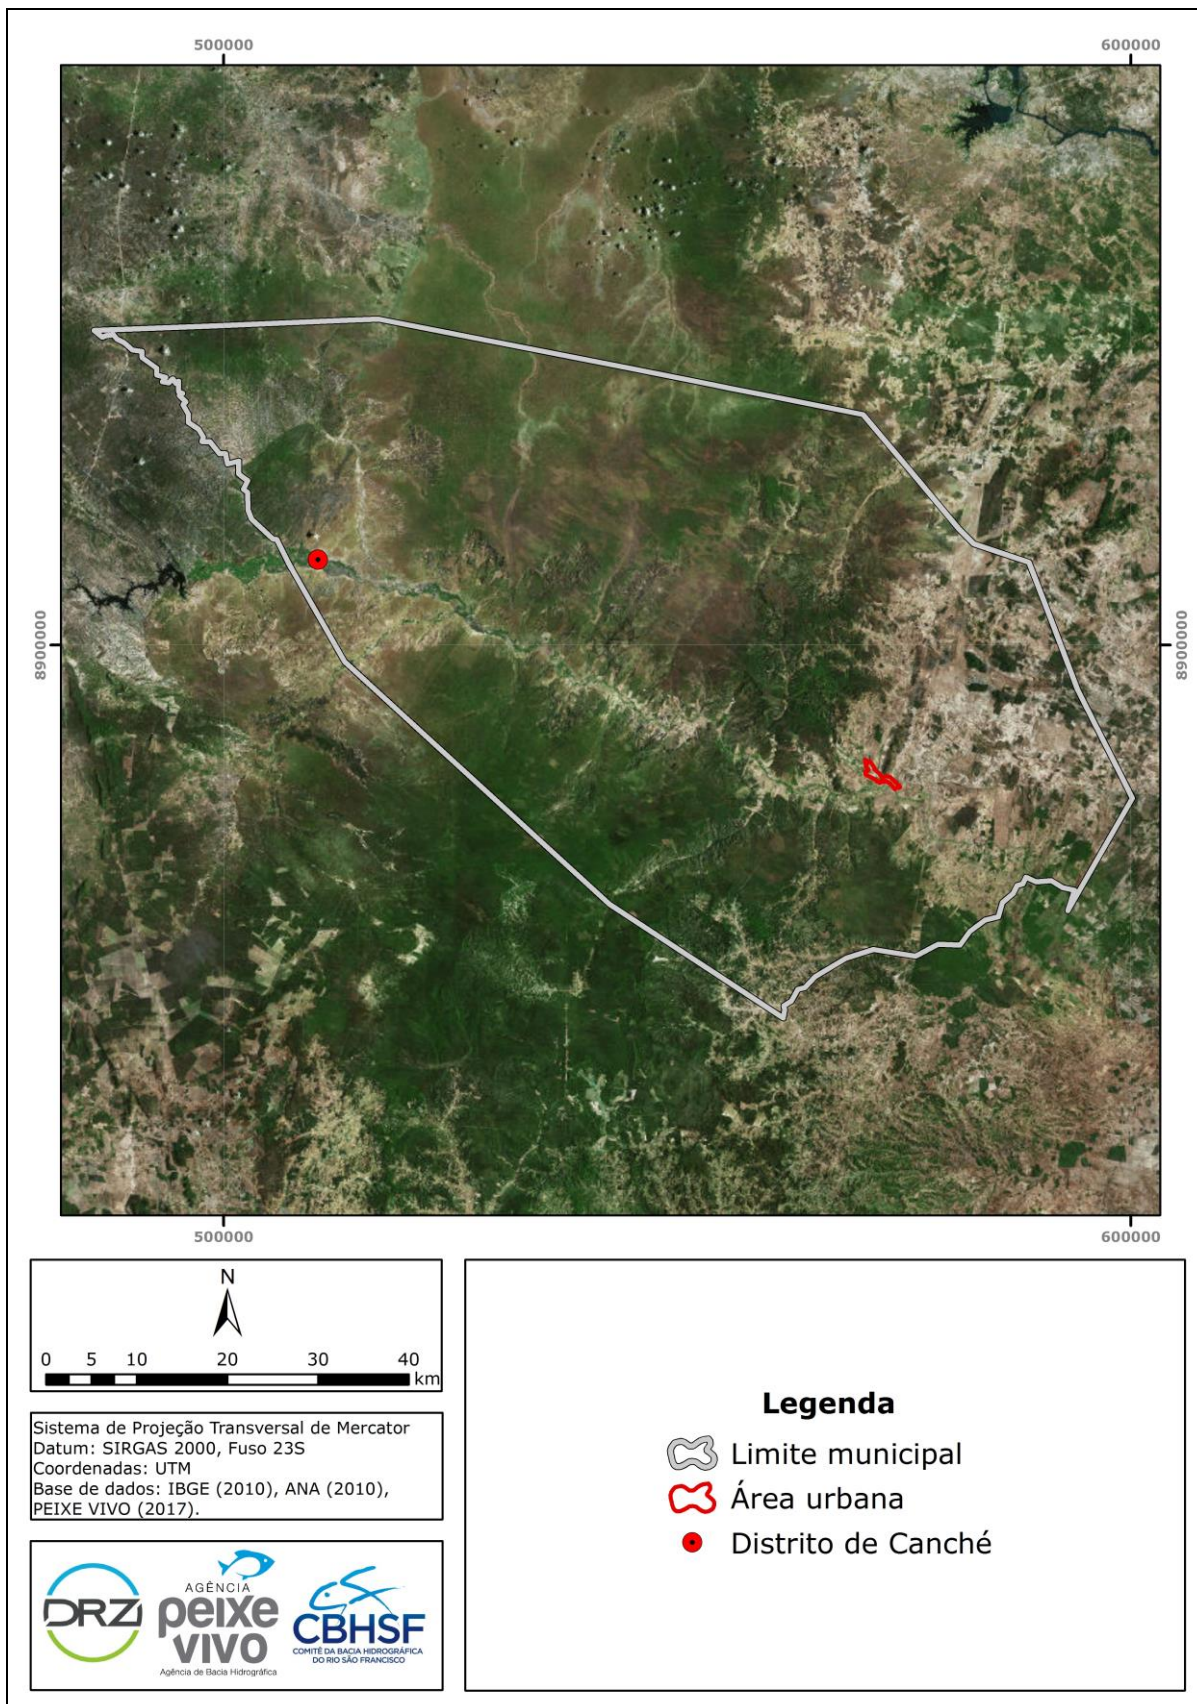 500000 600000
8900000 8900000
500000 600000
N
0 5 10 20 30 40
km
Sistema de Projeção Transversal de Mercator
Datum: SIRGAS 2000, Fuso 23S
Coordenadas: UTM
Base de dados: IBGE (2010), ANA (2010),
PEIXE VIVO (2017).
DRZ
AGÊNCIA
peixe
vivo
Agência de Bacia Hidrográfica
CBHSF
COMITÊ DA BACIA HIDROGRÁFICA
DO RIO SÃO FRANCISCO
Legenda
Limite municipal
Área urbana
Distrito de Canché